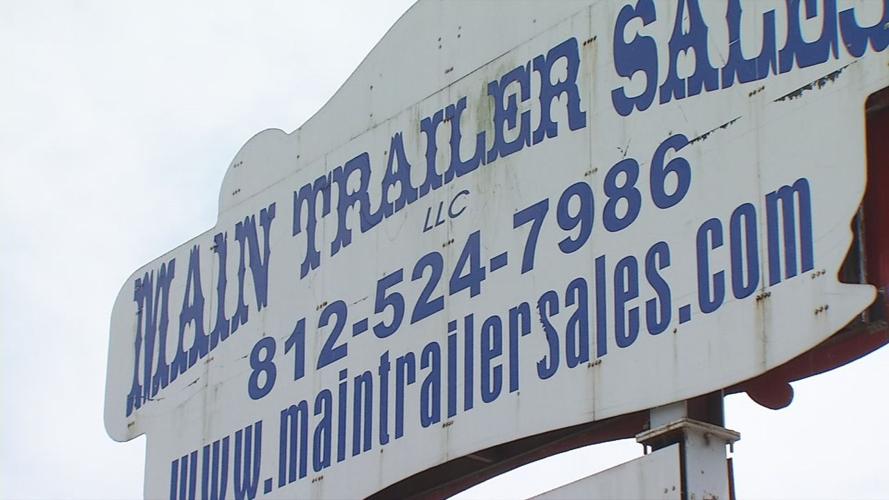 MAIN TRAILER SALES
LLC
812-524-7986
www.maintrailersales.com